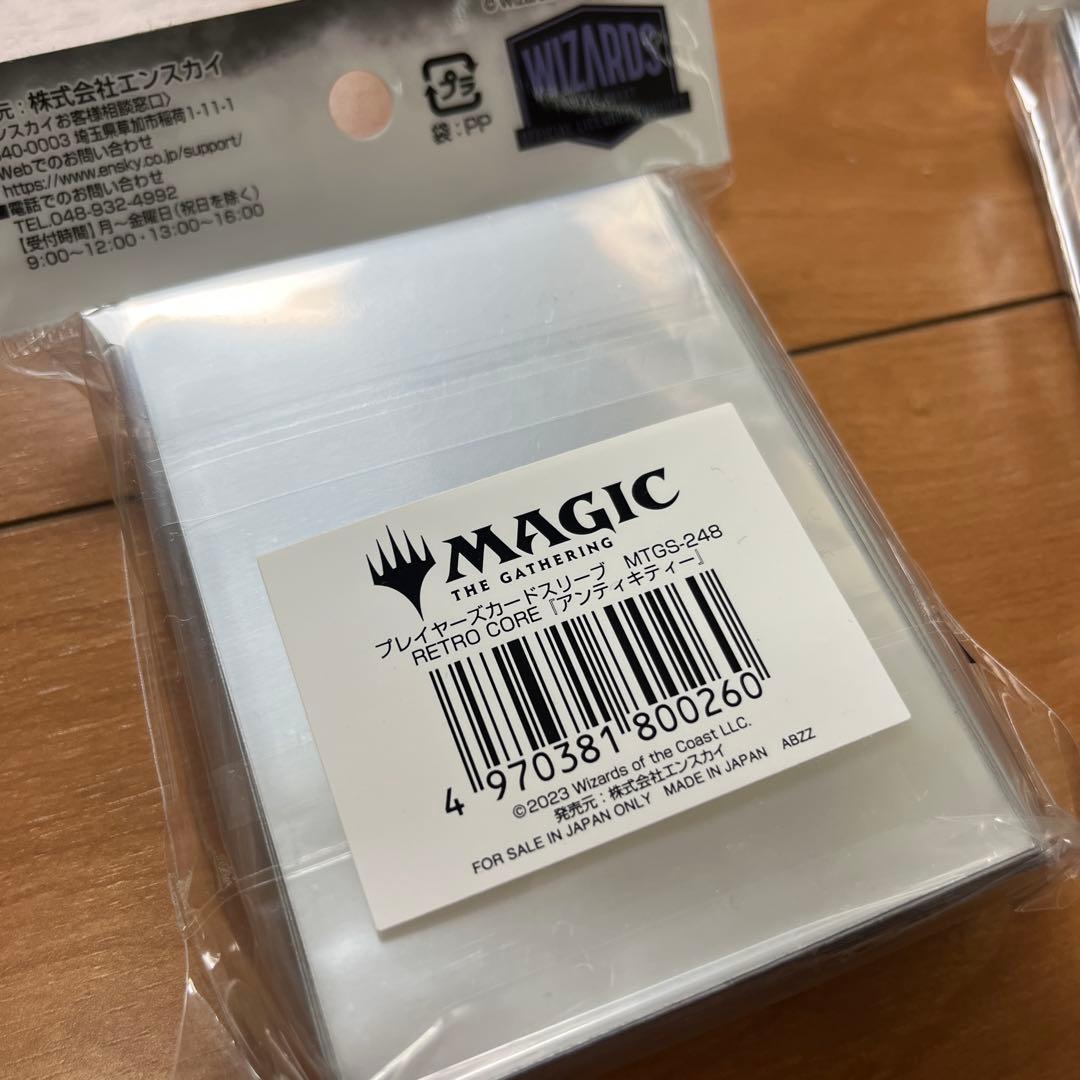 元：株式会社エンスカイ
ンスカイお客様相談窓口〉
40-0003 埼玉県草加市稲荷1-11-1
Webでのお問い合わせ
https://www.ensky.co.jp/support/
■電話でのお問い合わせ
TEL.048-932-4992
【受付時間】月〜金曜日(祝日を除く)
9:00〜12:00・13:00〜16:00
プラ
袋：PP
WIZARDS
MAGIC
THE GATHERING
プレイヤーズカードスリーブ MTGS-248
RETRO CORE『アンティキティー』
4 970381 800260
©2023 Wizards of the Coast LLC.
発売元：株式会社エンスカイ
FOR SALE IN JAPAN ONLY MADE IN JAPAN ABZZ